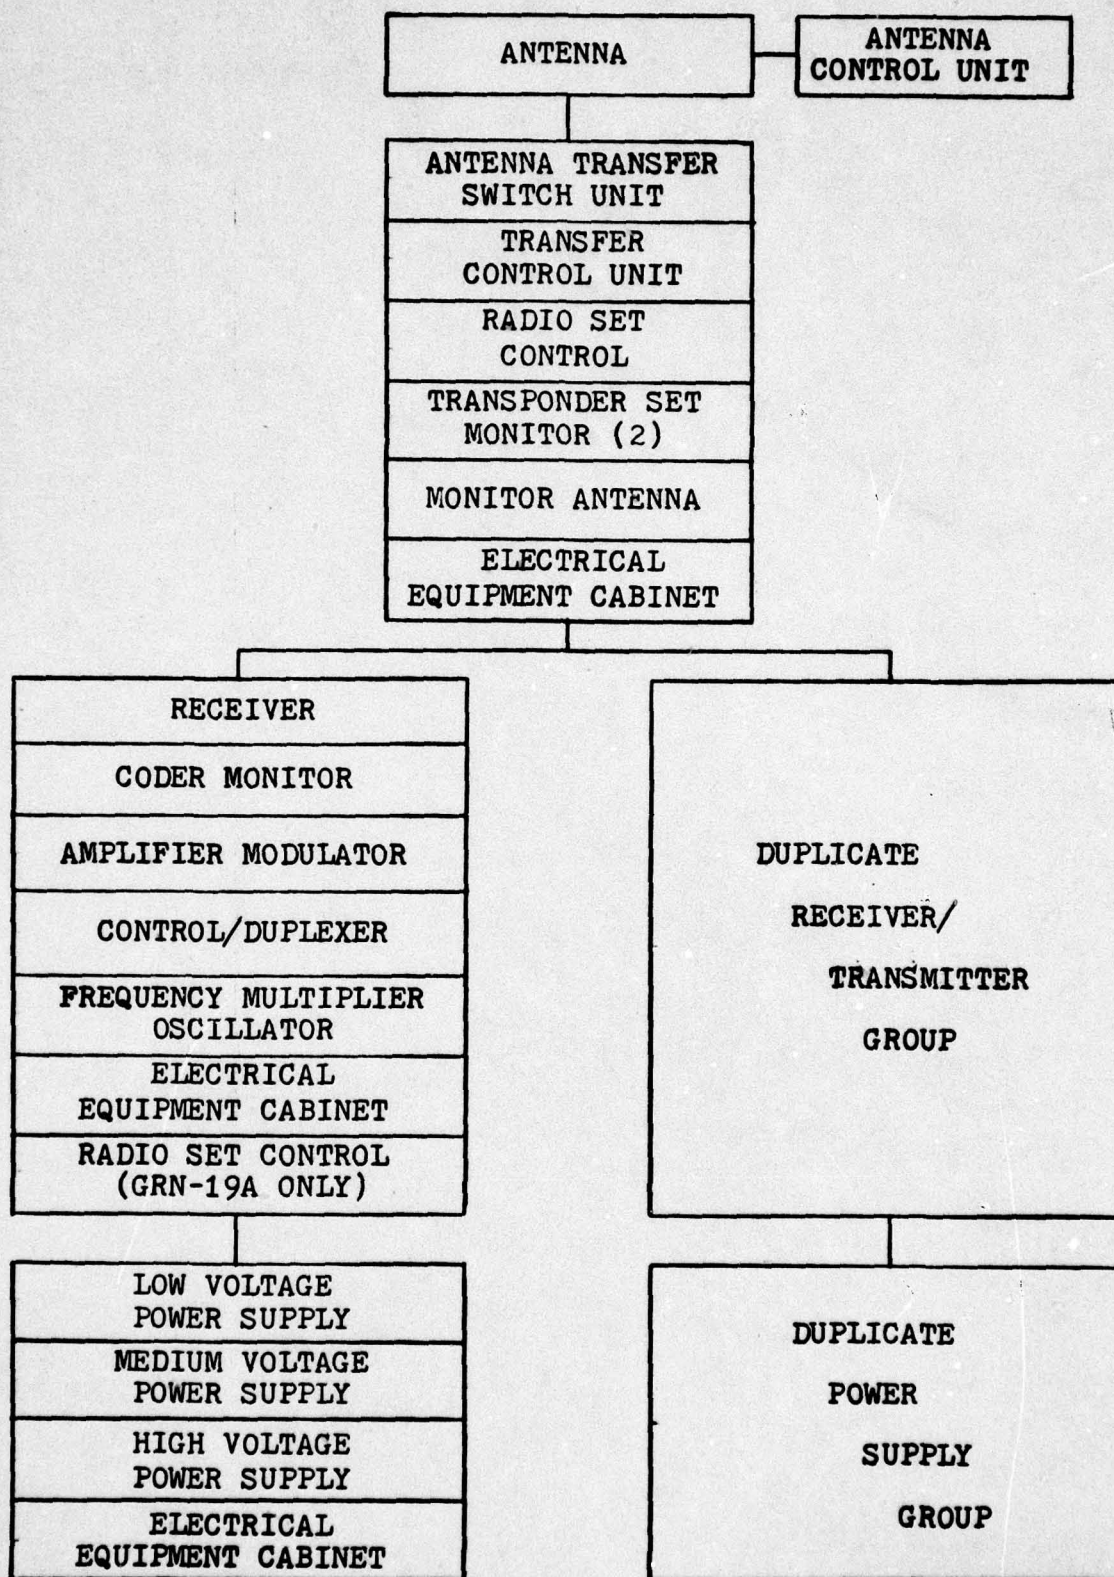 ANTENNA
ANTENNA
CONTROL UNIT
ANTENNA TRANSFER
SWITCH UNIT
TRANSFER
CONTROL UNIT
RADIO SET
CONTROL
TRANSPONDER SET
MONITOR (2)
MONITOR ANTENNA
ELECTRICAL
EQUIPMENT CABINET
RECEIVER
CODER MONITOR
AMPLIFIER MODULATOR
CONTROL/DUPLEXER
FREQUENCY MULTIPLIER
OSCILLATOR
ELECTRICAL
EQUIPMENT CABINET
RADIO SET CONTROL
(GRN-19A ONLY)
DUPLICATE
RECEIVER/
TRANSMITTER
GROUP
LOW VOLTAGE
POWER SUPPLY
MEDIUM VOLTAGE
POWER SUPPLY
HIGH VOLTAGE
POWER SUPPLY
ELECTRICAL
EQUIPMENT CABINET
DUPLICATE
POWER
SUPPLY
GROUP